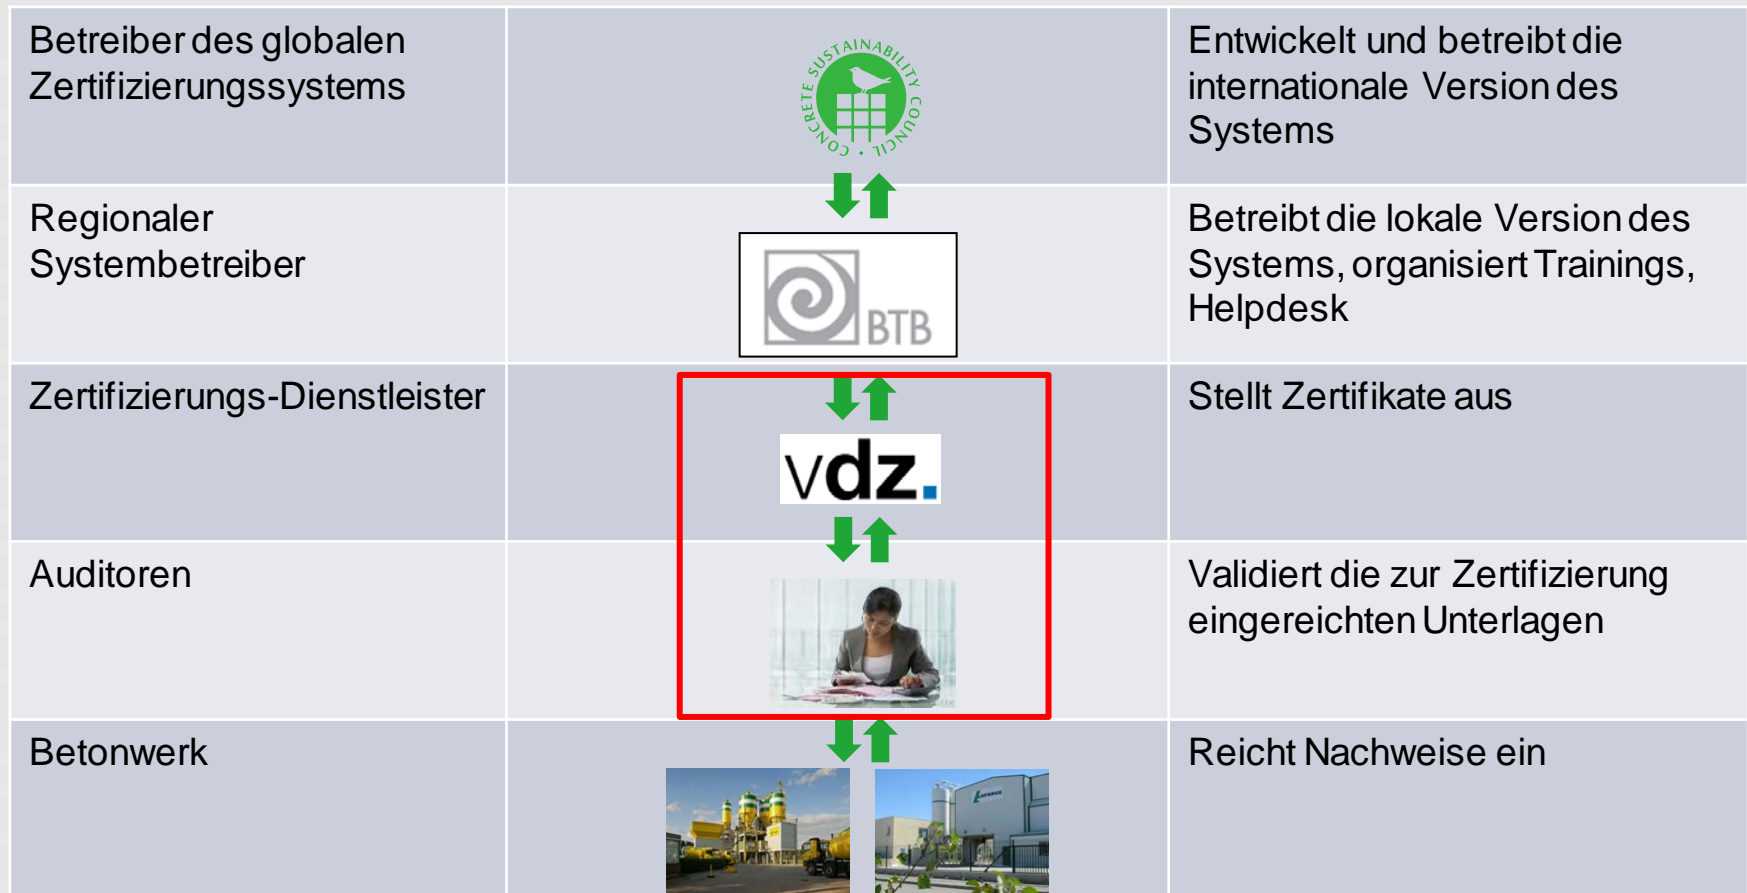 Betreiber des globalen
Zertifizierungssystems
CONCRETE SUSTAINABILITY COUNCIL
Entwickelt und betreibt die
internationale Version des
Systems
Regionaler
Systembetreiber
BTB
Betreibt die lokale Version des
Systems, organisiert Trainings,
Helpdesk
Zertifizierungs-Dienstleister
vdz.
Stellt Zertifikate aus
Auditoren
Validiert die zur Zertifizierung
eingereichten Unterlagen
Betonwerk
LAFARGE
Reicht Nachweise ein